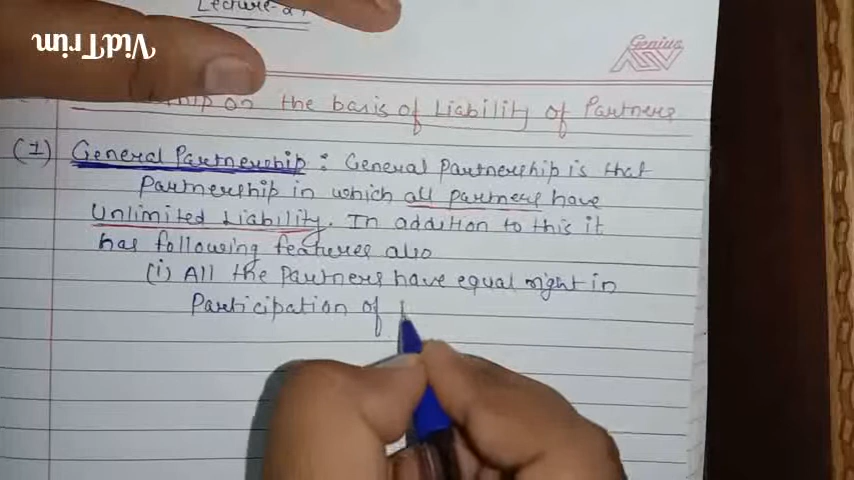 Lecture-2
VidTrim
Genius
on the basis of Liability of Partners
(1) General Partnership : General Partnership is that
Partnership in which all partners have
Unlimited Liability. In addition to this it
has following features also
(i) All the Partners have equal right in
Participation of